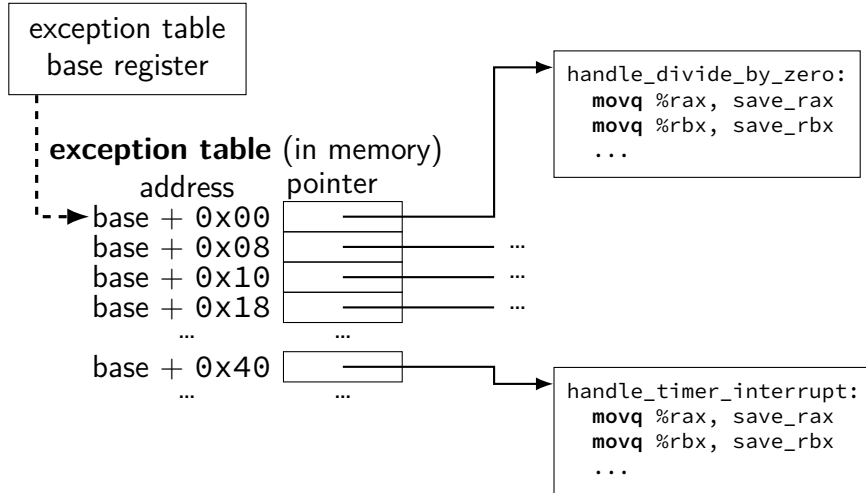 exception table
base register
handle_divide_by_zero:
movq %rax, save_rax
movq %rbx, save_rbx
...
exception table (in memory)
address pointer
base + 0x00
base + 0x08 ...
base + 0x10 ...
base + 0x18 ...
... ...
base + 0x40
... ...
handle_timer_interrupt:
movq %rax, save_rax
movq %rbx, save_rbx
...